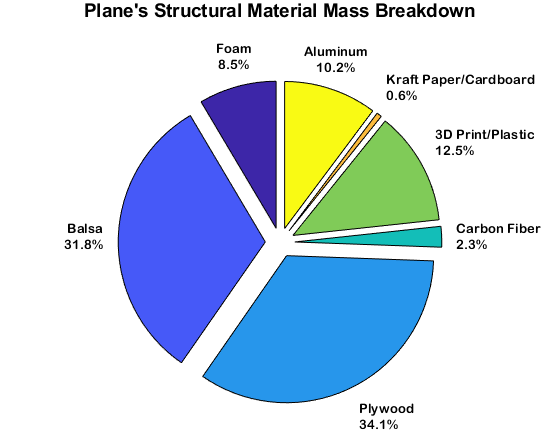 Plane's Structural Material Mass Breakdown
Foam
8.5%
Aluminum
10.2%
Kraft Paper/Cardboard
0.6%
3D Print/Plastic
12.5%
Carbon Fiber
2.3%
Balsa
31.8%
Plywood
34.1%